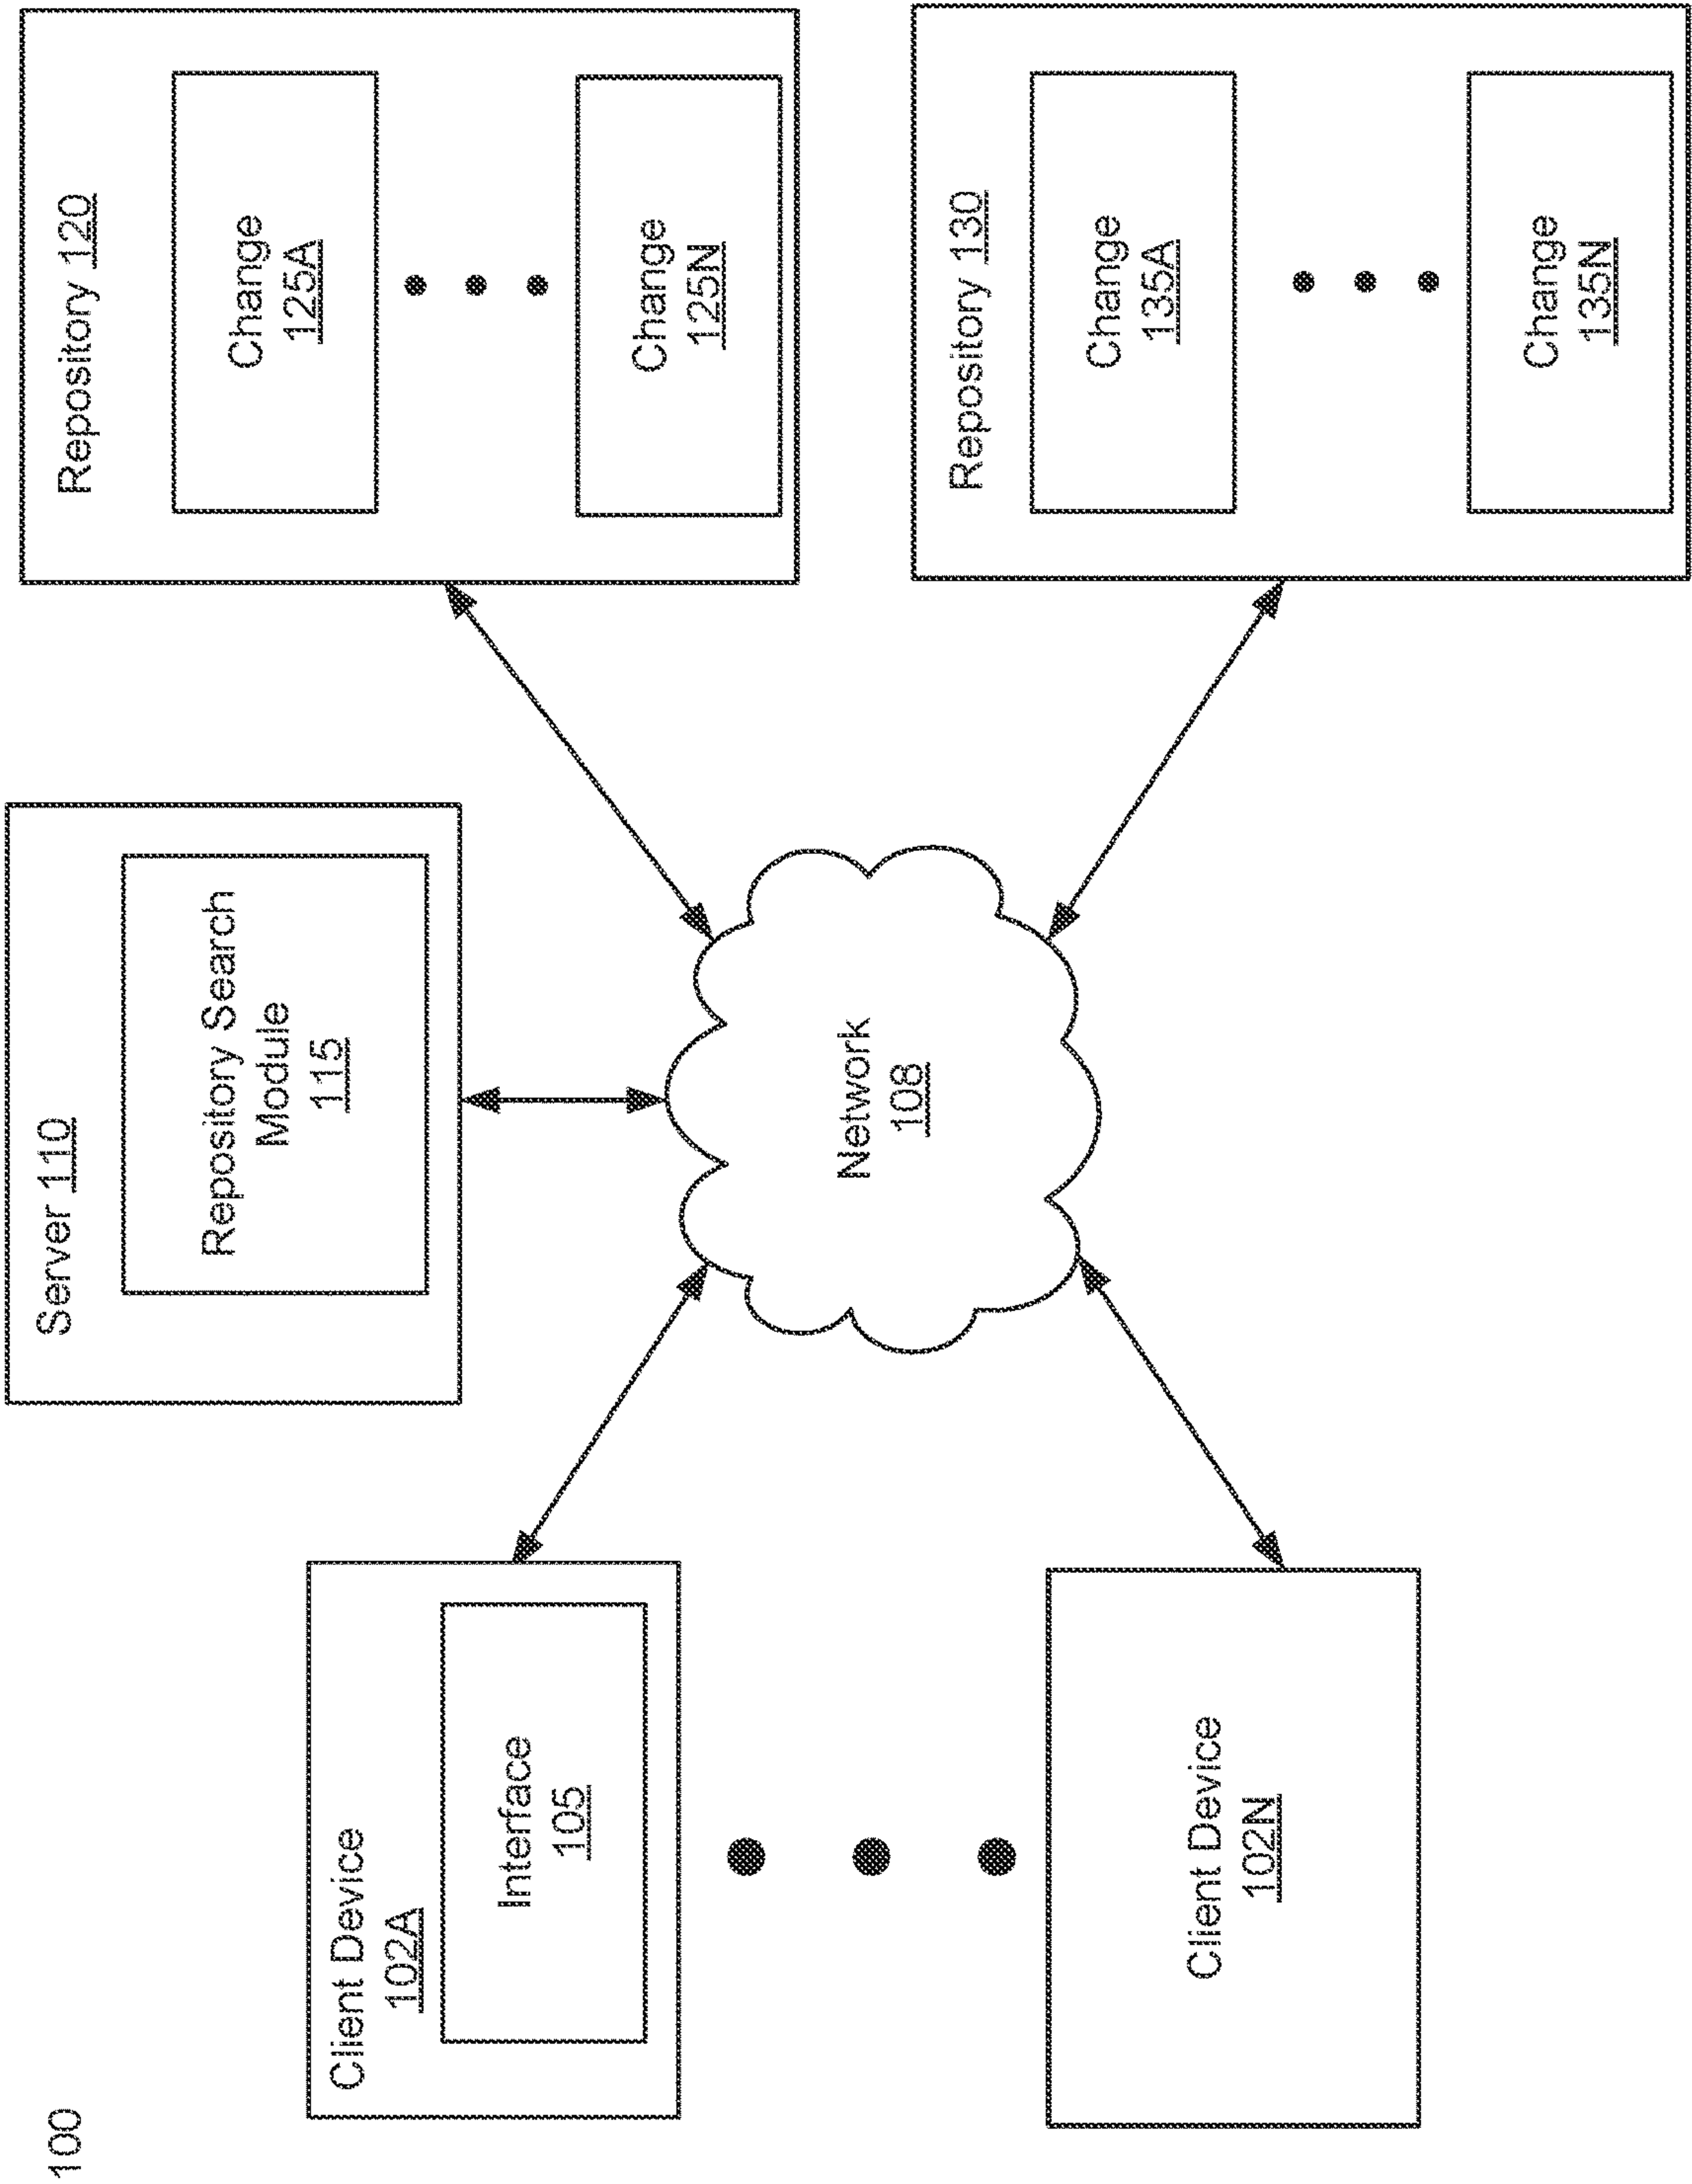 100
Client Device
102A
Interface
105
Client Device
102N
Server 110
Repository Search
Module
115
Network
108
Repository 120
Change
125A
Change
125N
Repository 130
Change
135A
Change
135N